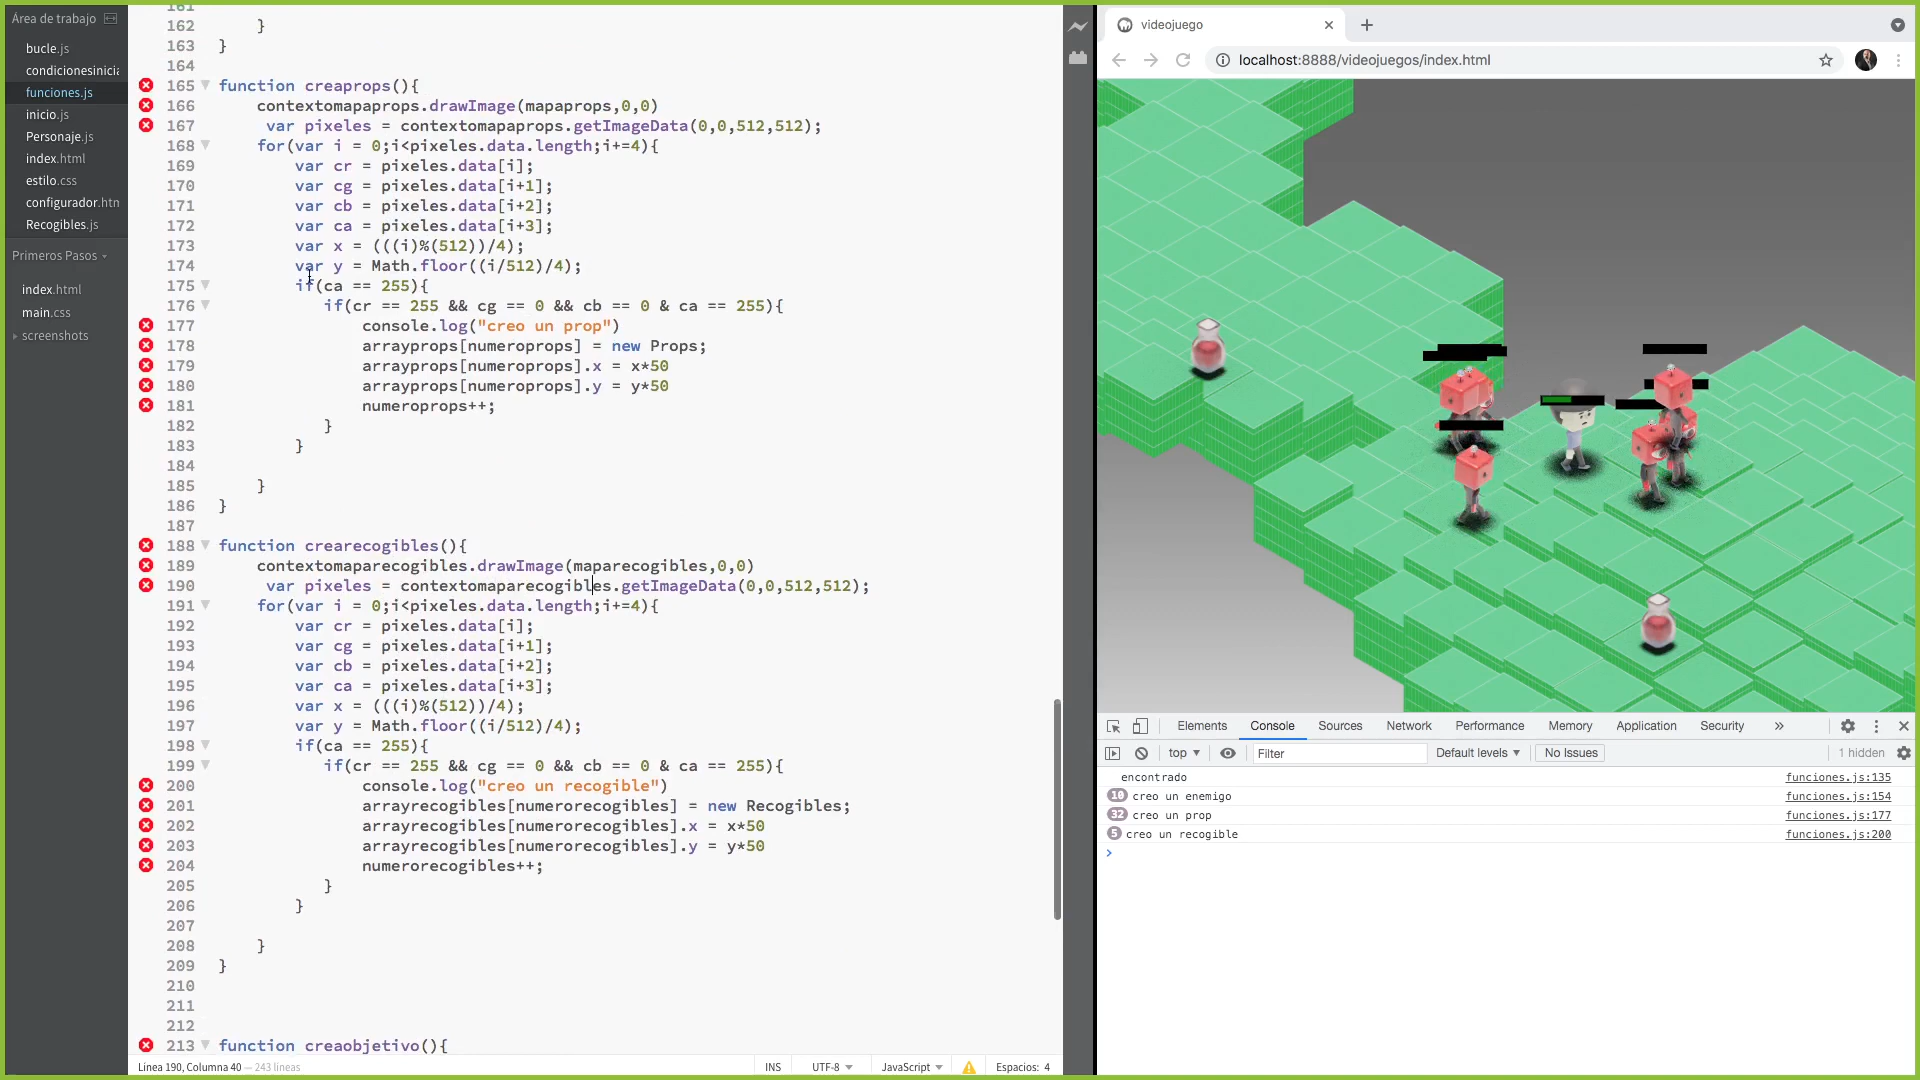 Área de trabajo
bucle.js
condicionesinicia
funciones.js
inicio.js
Personaje.js
index.html
estilo.css
configurador.htm
Recogibles.js
Primeros Pasos
index.html
main.css
screenshots
161
162 }
163 }
164
165 function creaprops(){
166 contextomapaprops.drawImage(mapaprops,0,0)
167 var pixeles = contextomapaprops.getImageData(0,0,512,512);
168 for(var i = 0;i<pixeles.data.length;i+=4){
169 var cr = pixeles.data[i];
170 var cg = pixeles.data[i+1];
171 var cb = pixeles.data[i+2];
172 var ca = pixeles.data[i+3];
173 var x = (((i)%(512))/4);
174 var y = Math.floor((i/512)/4);
175 if(ca == 255){
176 if(cr == 255 && cg == 0 && cb == 0 & ca == 255){
177 console.log("creo un prop")
178 arrayprops[numeroprops] = new Props;
179 arrayprops[numeroprops].x = x*50
180 arrayprops[numeroprops].y = y*50
181 numeroprops++;
182 }
183 }
184
185 }
186 }
187
188 function crearecogibles(){
189 contextomaparecogibles.drawImage(maparecogibles,0,0)
190 var pixeles = contextomaparecogibles.getImageData(0,0,512,512);
191 for(var i = 0;i<pixeles.data.length;i+=4){
192 var cr = pixeles.data[i];
193 var cg = pixeles.data[i+1];
194 var cb = pixeles.data[i+2];
195 var ca = pixeles.data[i+3];
196 var x = (((i)%(512))/4);
197 var y = Math.floor((i/512)/4);
198 if(ca == 255){
199 if(cr == 255 && cg == 0 && cb == 0 & ca == 255){
200 console.log("creo un recogible")
201 arrayrecogibles[numerorecogibles] = new Recogibles;
202 arrayrecogibles[numerorecogibles].x = x*50
203 arrayrecogibles[numerorecogibles].y = y*50
204 numerorecogibles++;
205 }
206 }
207
208 }
209 }
210
211
212
213 function creaobjetivo(){
Línea 190, Columna 40 — 243 líneas
INS UTF-8 JavaScript Espacios: 4
videojuego
localhost:8888/videojuegos/index.html
Elements Console Sources Network Performance Memory Application Security »
top Filter Default levels No Issues 1 hidden
encontrado funciones.js:135
10 creo un enemigo funciones.js:154
32 creo un prop funciones.js:177
5 creo un recogible funciones.js:200
>